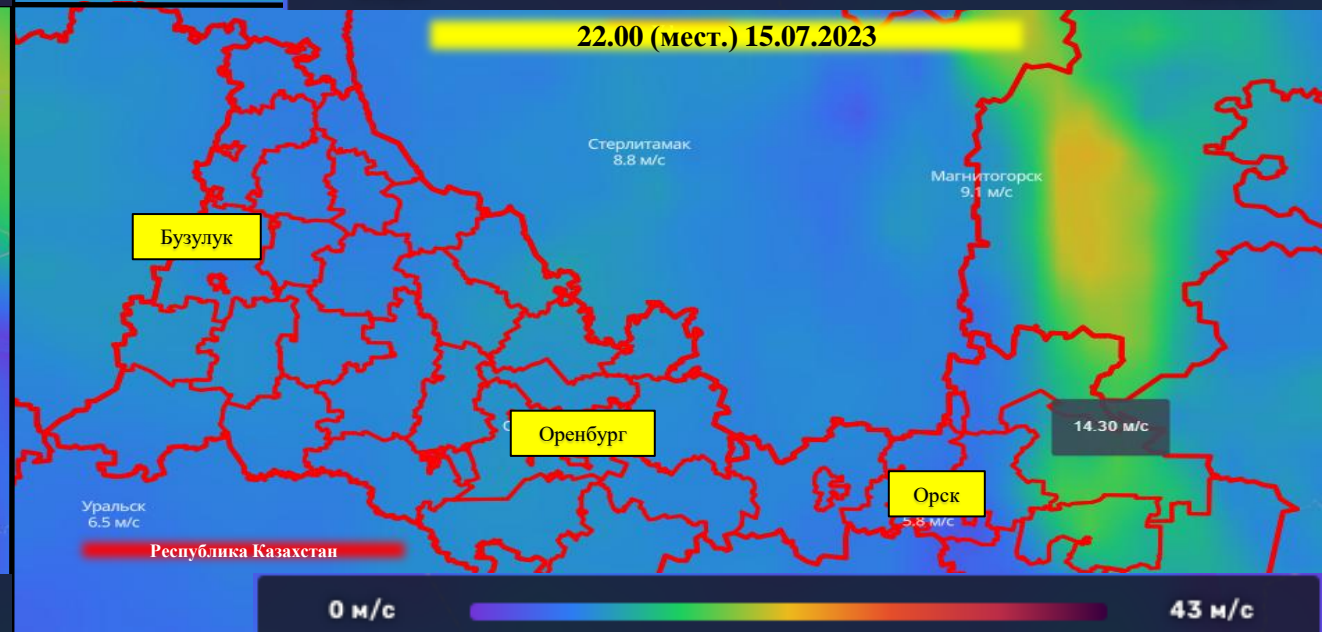 22.00 (мест.) 15.07.2023
Стерлитамак
8.8 м/с
Магнитогорск
9.1 м/с
Бузулук
Оренбург
14.30 м/с
Орск
5.8 м/с
Уральск
6.5 м/с
Республика Казахстан
0 м/с
43 м/с